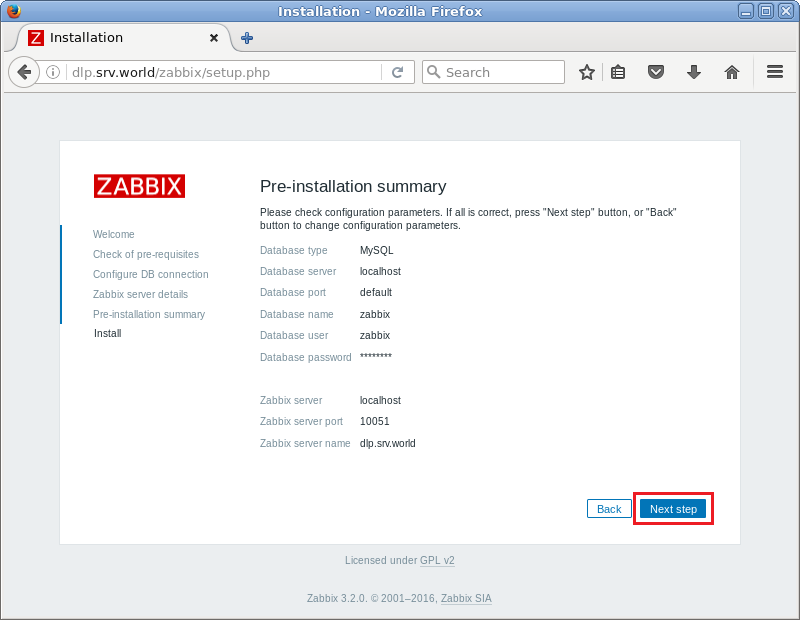 Installation - Mozilla Firefox
Installation
dlp.srv.world/zabbix/setup.php
Search
ZABBIX
Welcome
Check of pre-requisites
Configure DB connection
Zabbix server details
Pre-installation summary
Install
Pre-installation summary
Please check configuration parameters. If all is correct, press "Next step" button, or "Back"
button to change configuration parameters.
Database type MySQL
Database server localhost
Database port default
Database name zabbix
Database user zabbix
Database password ********
Zabbix server localhost
Zabbix server port 10051
Zabbix server name dlp.srv.world
Back Next step
Licensed under GPL v2
Zabbix 3.2.0. © 2001–2016, Zabbix SIA